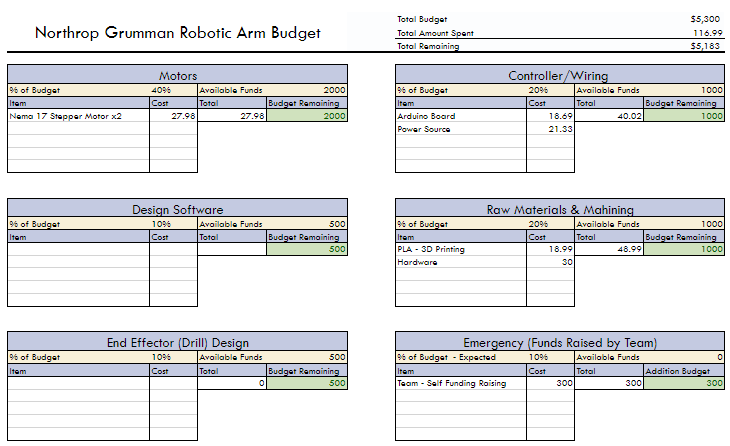 Northrop Grumman Robotic Arm Budget
Total Budget $5,300
Total Amount Spent 116.99
Total Remaining $5,183
Motors
% of Budget 40% Available Funds 2000
Item Cost Total Budget Remaining
Nema 17 Stepper Motor x2 27.98 27.98 2000
Controller/Wiring
% of Budget 20% Available Funds 1000
Item Cost Total Budget Remaining
Arduino Board 18.69 40.02 1000
Power Source 21.33
Design Software
% of Budget 10% Available Funds 500
Item Cost Total Budget Remaining
500
Raw Materials & Mahining
% of Budget 20% Available Funds 1000
Item Cost Total Budget Remaining
PLA - 3D Printing 18.99 48.99 1000
Hardware 30
End Effector (Drill) Design
% of Budget 10% Available Funds 500
Item Cost Total Budget Remaining
0 500
Emergency (Funds Raised by Team)
% of Budget - Expected 10% Available Funds 0
Item Cost Total Addition Budget
Team - Self Funding Raising 300 300 300